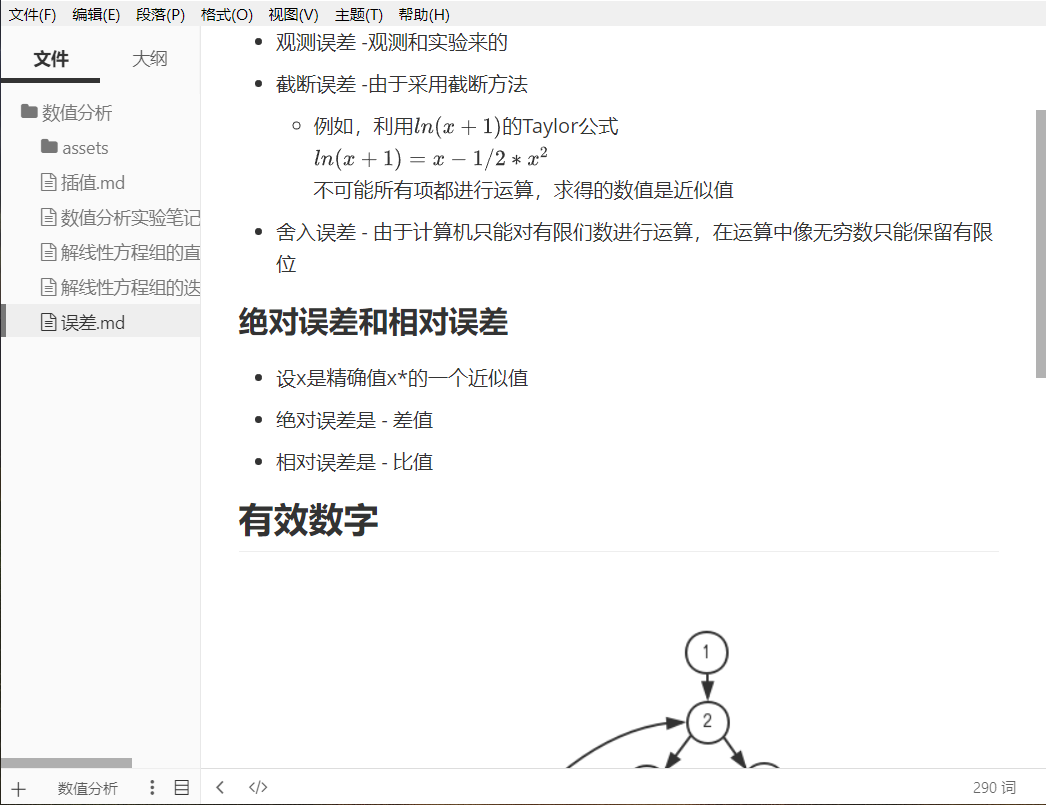 文件(F) 编辑(E) 段落(P) 格式(O) 视图(V) 主题(T) 帮助(H)
文件 大纲
数值分析
assets
插值.md
数值分析实验笔记
解线性方程组的直
解线性方程组的迭
误差.md
观测误差 -观测和实验来的
截断误差 -由于采用截断方法
例如，利用ln(x + 1)的Taylor公式
ln(x + 1) = x − 1/2 ∗ x²
不可能所有项都进行运算，求得的数值是近似值
舍入误差 - 由于计算机只能对有限们数进行运算，在运算中像无穷数只能保留有限
位
绝对误差和相对误差
设x是精确值x*的一个近似值
绝对误差是 - 差值
相对误差是 - 比值
有效数字
1
2
数值分析
</>
290 词